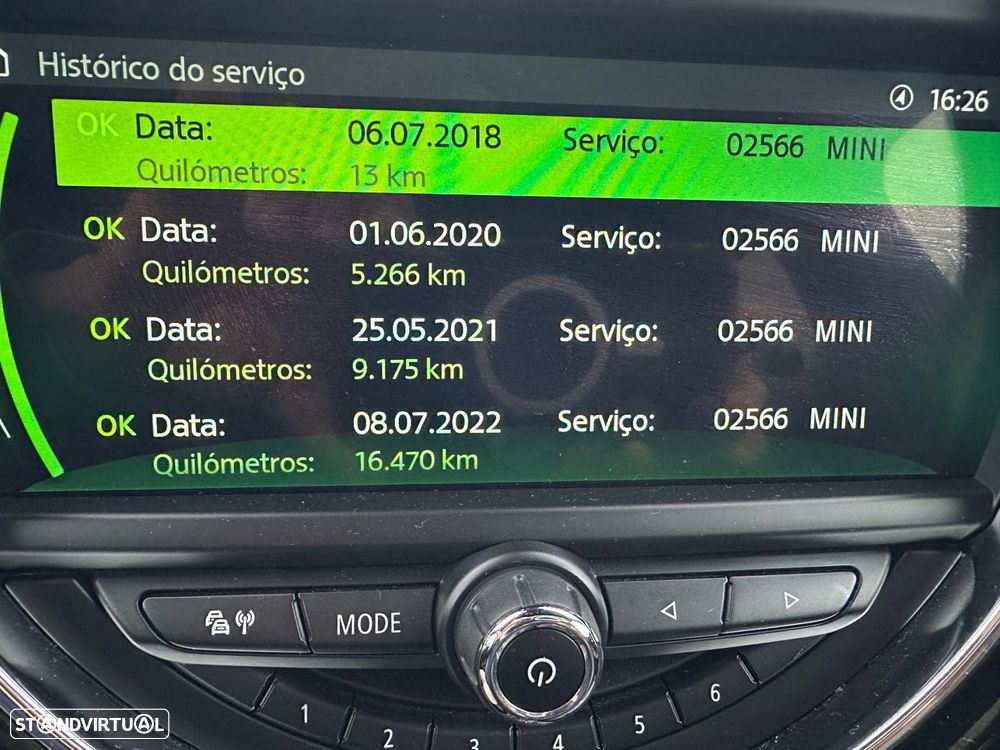 Histórico do serviço
16:26
OK Data: 06.07.2018 Serviço: 02566 MINI
Quilómetros: 13 km
OK Data: 01.06.2020 Serviço: 02566 MINI
Quilómetros: 5.266 km
OK Data: 25.05.2021 Serviço: 02566 MINI
Quilómetros: 9.175 km
OK Data: 08.07.2022 Serviço: 02566 MINI
Quilómetros: 16.470 km
MODE
1 2 3 4 5 6
STANDVIRTUAL